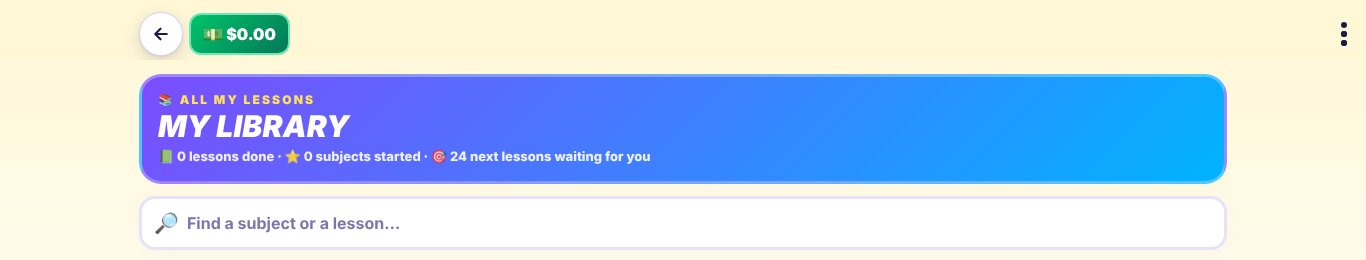 $0.00
ALL MY LESSONS
MY LIBRARY
0 lessons done · 0 subjects started · 24 next lessons waiting for you
Find a subject or a lesson...